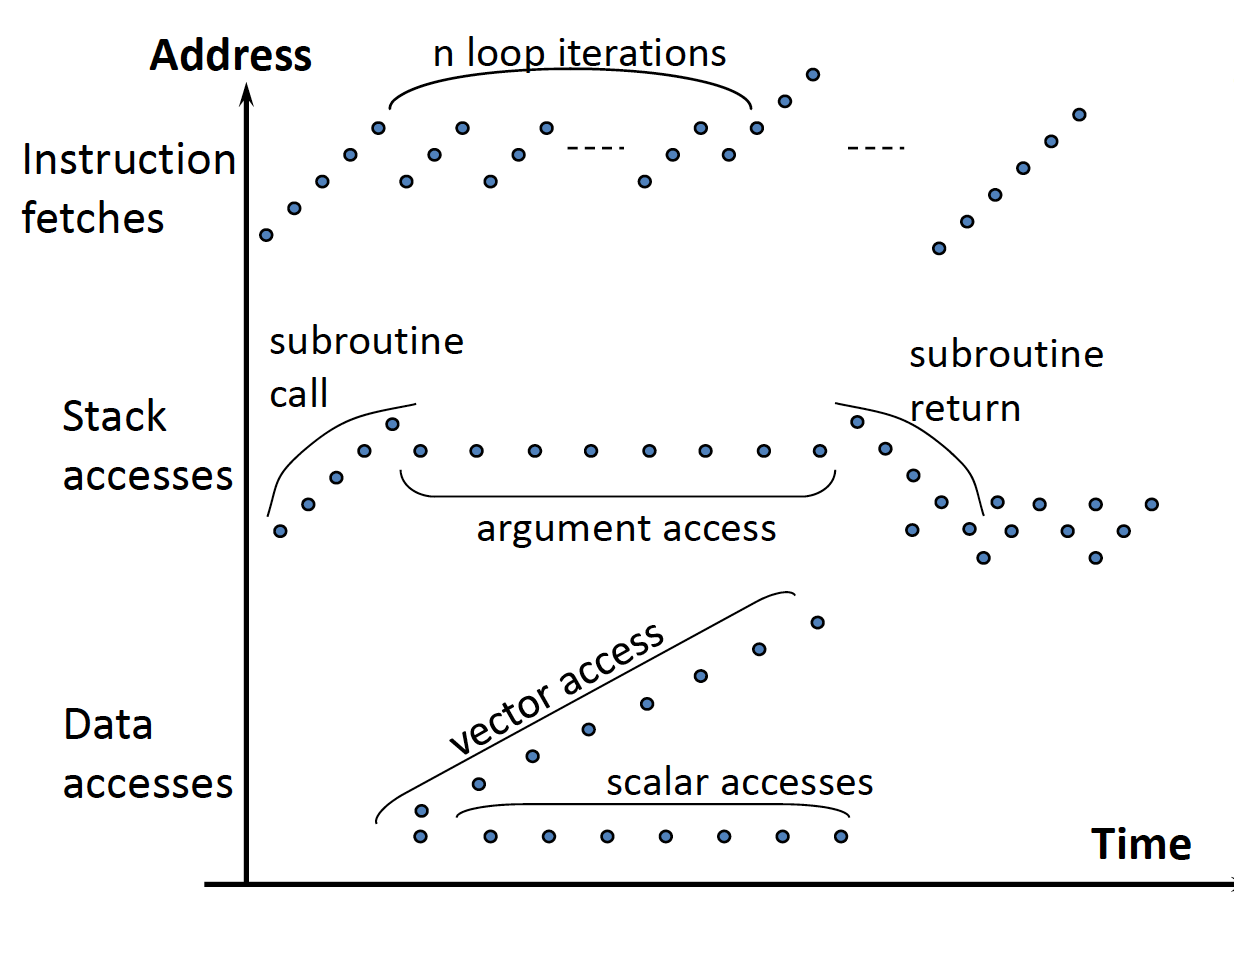 Address
n loop iterations
Instruction
fetches
subroutine
call
subroutine
return
Stack
accesses
argument access
vector access
Data
accesses
scalar accesses
Time